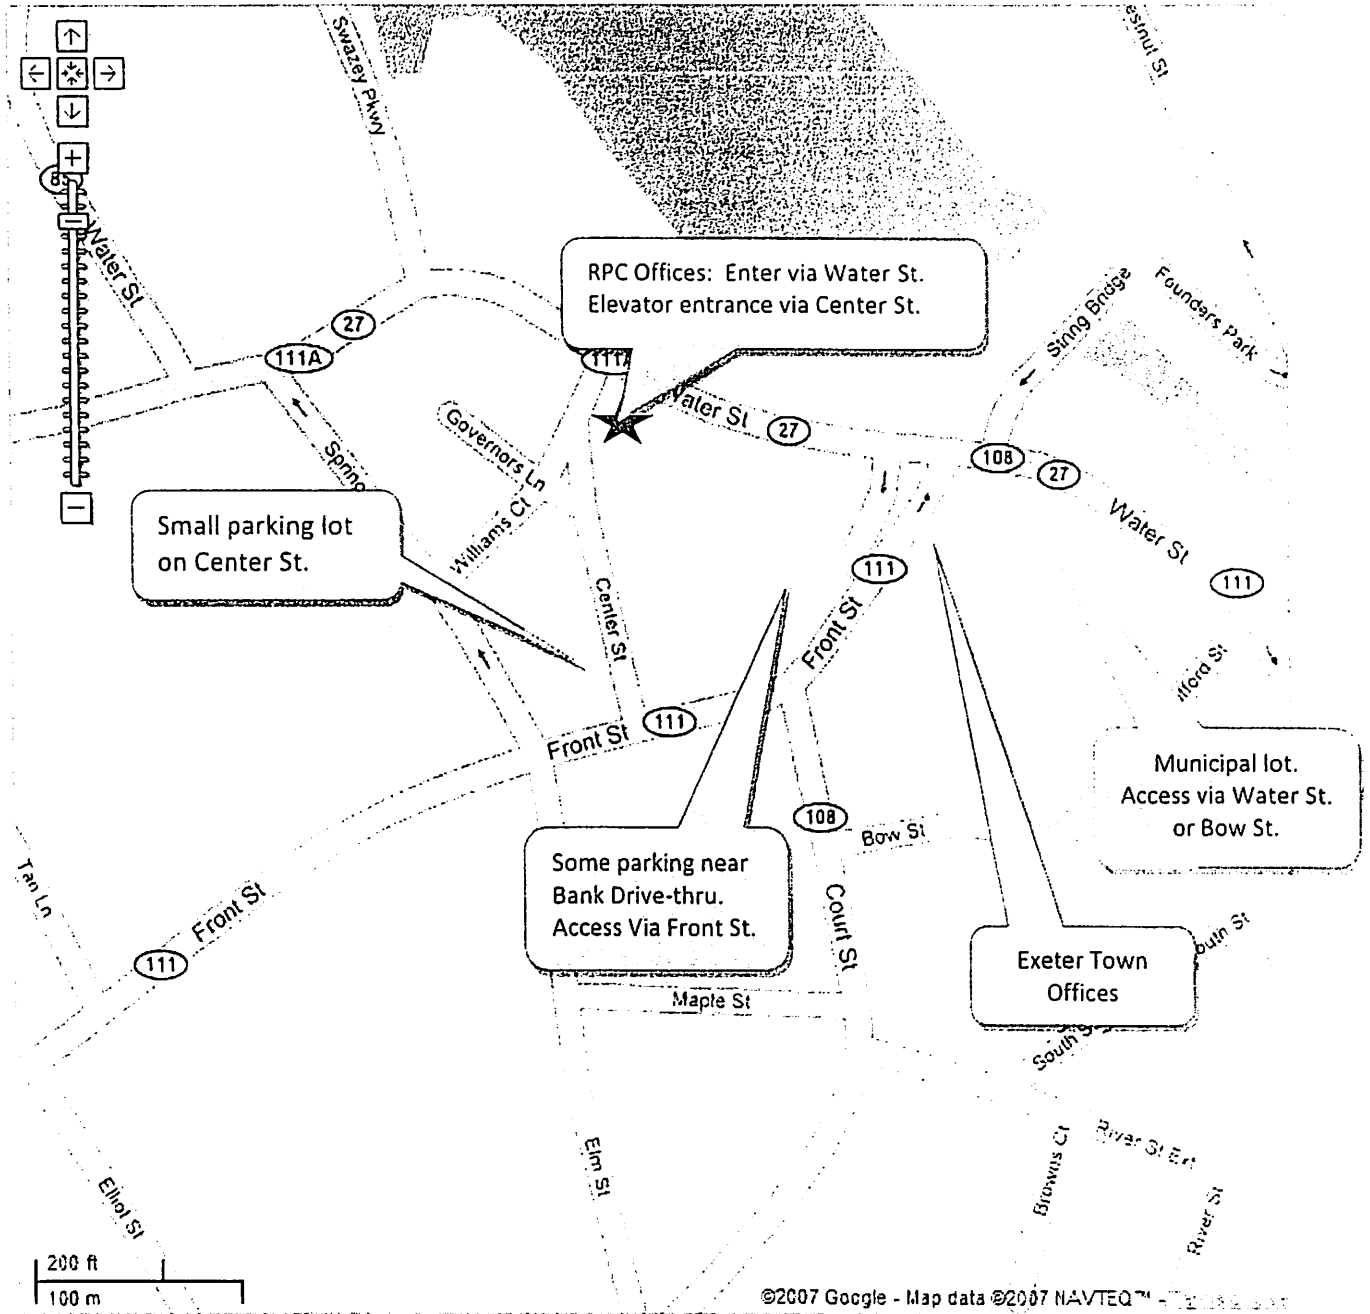 Swazey Pkwy
Water St
27
111A
RPC Offices: Enter via Water St.
Elevator entrance via Center St.
String Bridge
Founders Park
Governors Ln
27
108
27
Water St
Small parking lot
on Center St.
Williams Ct
Center St
111
Front St
111
Front St
111
Municipal lot.
Access via Water St.
or Bow St.
108
Bow St
Some parking near
Bank Drive-thru.
Access Via Front St.
Court St
Tan Ln
Front St
111
Exeter Town
Offices
Maple St
Elm St
Browns Ct
River St Ext
River St
Elliot St
200 ft
100 m
©2007 Google - Map data ©2007 NAVTEQ™ -